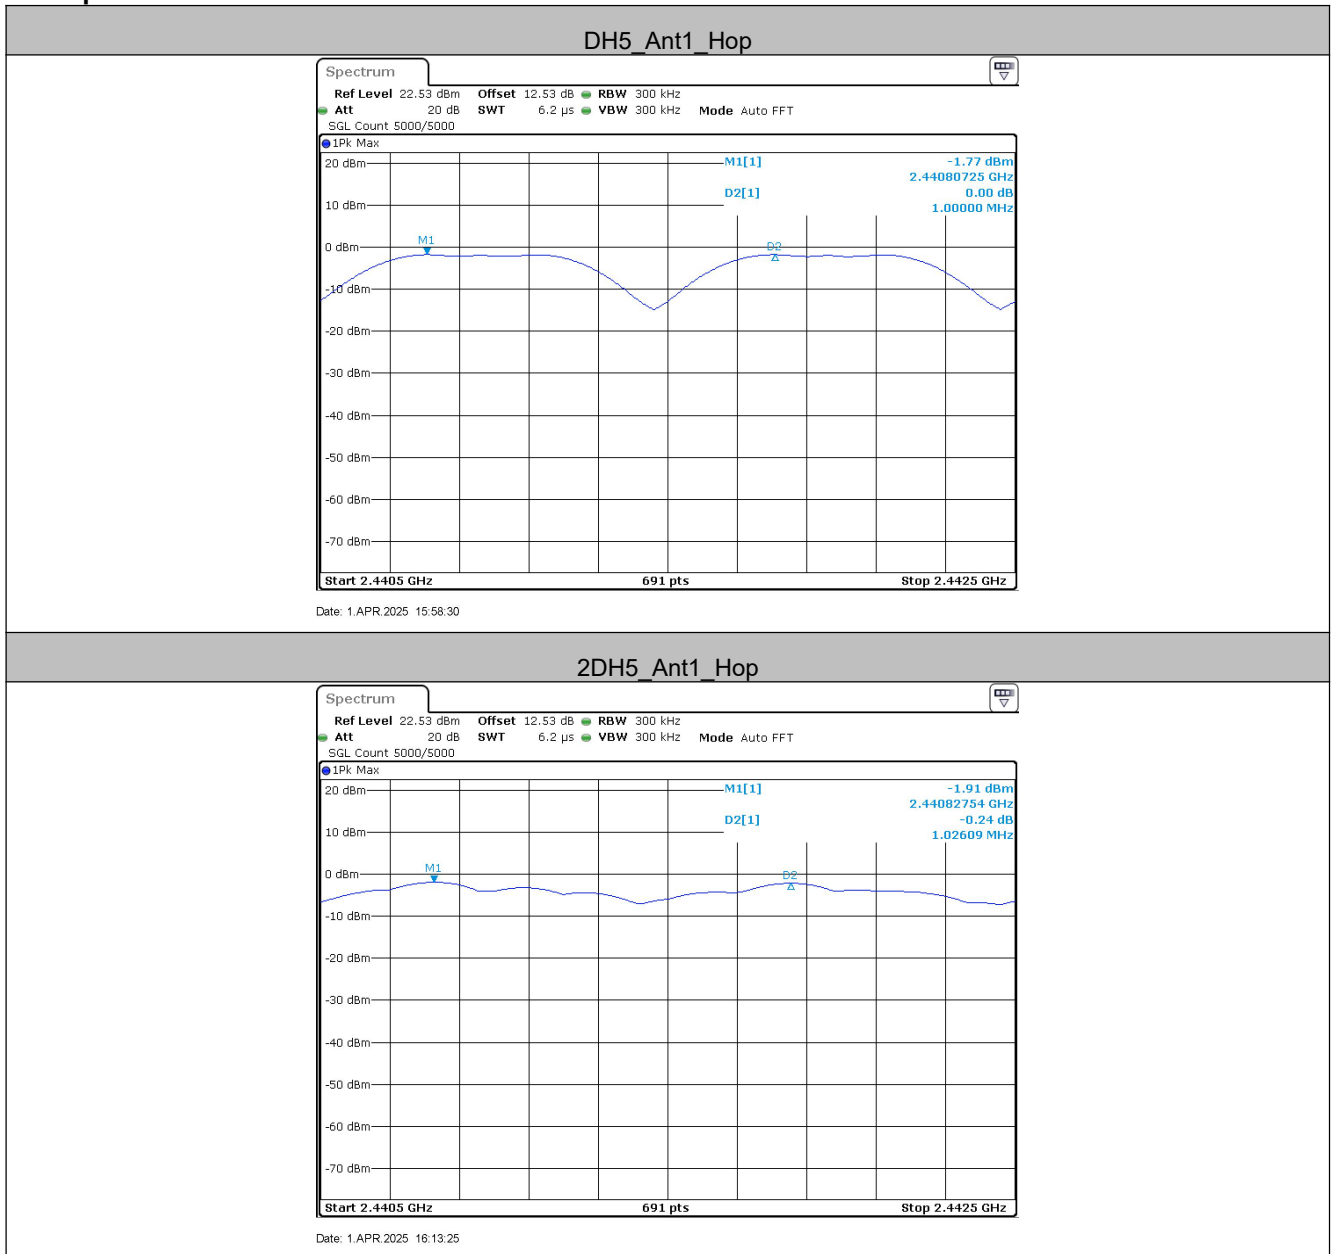 DH5_Ant1_Hop
Spectrum
Ref Level 22.53 dBm Offset 12.53 dB RBW 300 kHz
Att 20 dB SWT 6.2 µs VBW 300 kHz Mode Auto FFT
SGL Count 5000/5000
1Pk Max
20 dBm
M1[1] -1.77 dBm
2.44080725 GHz
D2[1] 0.00 dB
10 dBm
1.00000 MHz
M1
D2
0 dBm
-10 dBm
-20 dBm
-30 dBm
-40 dBm
-50 dBm
-60 dBm
-70 dBm
Start 2.4405 GHz 691 pts Stop 2.4425 GHz
Date: 1.APR.2025 15:58:30
2DH5_Ant1_Hop
Spectrum
Ref Level 22.53 dBm Offset 12.53 dB RBW 300 kHz
Att 20 dB SWT 6.2 µs VBW 300 kHz Mode Auto FFT
SGL Count 5000/5000
1Pk Max
20 dBm
M1[1] -1.91 dBm
2.44082754 GHz
D2[1] -0.24 dB
10 dBm
1.02609 MHz
M1
D2
0 dBm
-10 dBm
-20 dBm
-30 dBm
-40 dBm
-50 dBm
-60 dBm
-70 dBm
Start 2.4405 GHz 691 pts Stop 2.4425 GHz
Date: 1.APR.2025 16:13:25